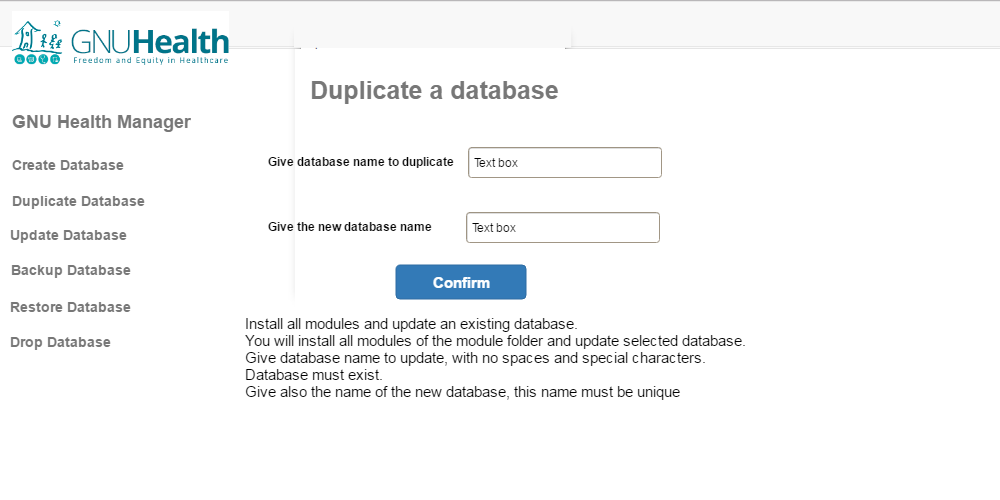 GNUHealth
Freedom and Equity in Healthcare
Duplicate a database
GNU Health Manager
Create Database
Duplicate Database
Update Database
Backup Database
Restore Database
Drop Database
Give database name to duplicate
Text box
Give the new database name
Text box
Confirm
Install all modules and update an existing database.
You will install all modules of the module folder and update selected database.
Give database name to update, with no spaces and special characters.
Database must exist.
Give also the name of the new database, this name must be unique